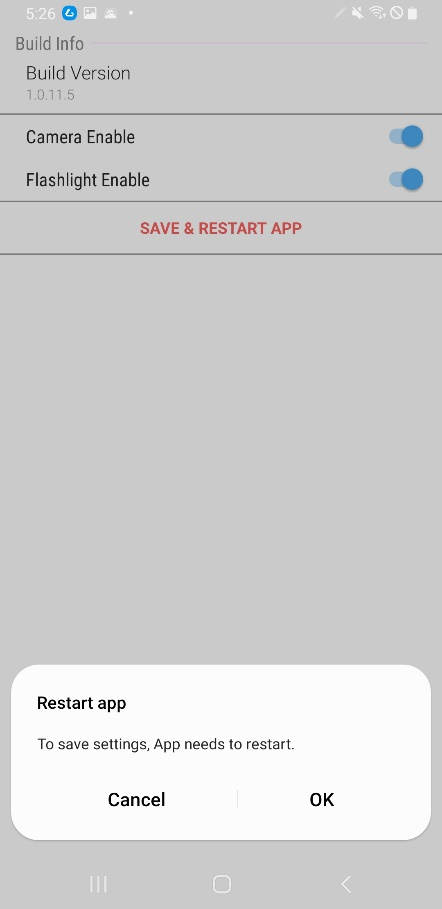 5:26
Build Info
Build Version
1.0.11.5
Camera Enable
Flashlight Enable
SAVE & RESTART APP
Restart app
To save settings, App needs to restart.
Cancel
OK